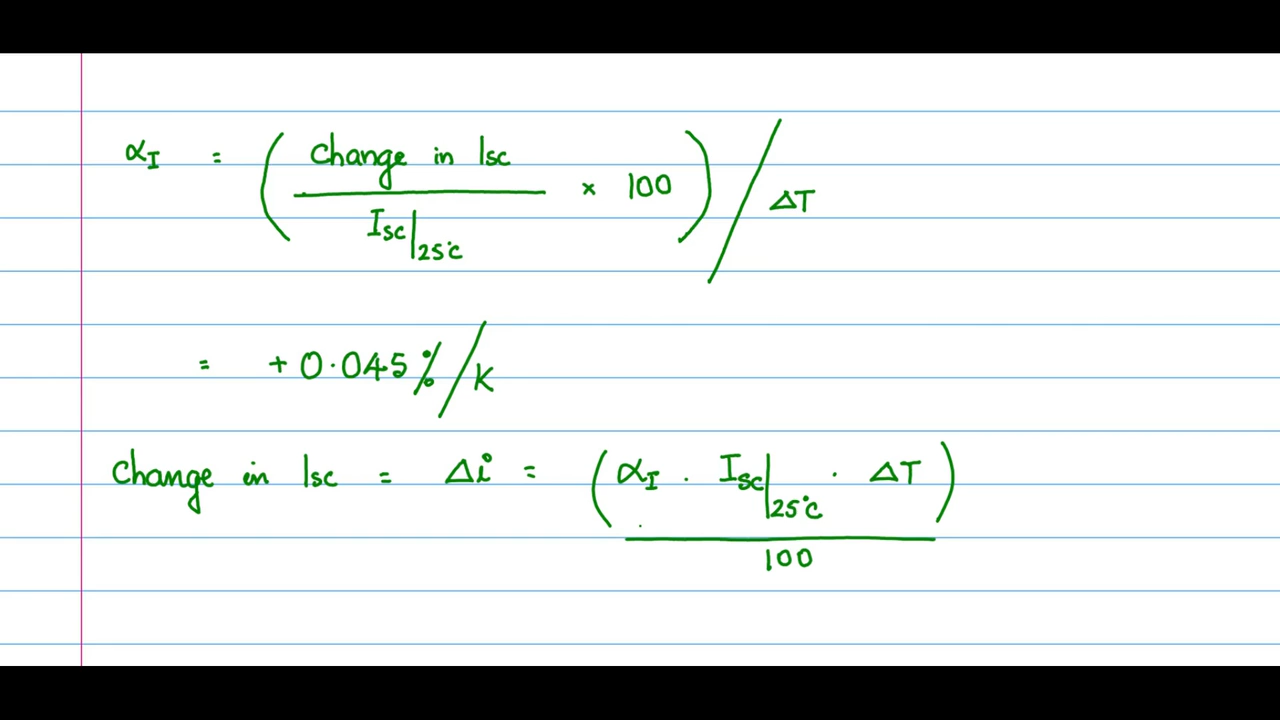 αI = ( Change in Isc / Isc|25°C × 100 ) / ΔT
= + 0.045 % / K
Change in Isc = Δi = ( αI . Isc|25°C . ΔT ) / 100